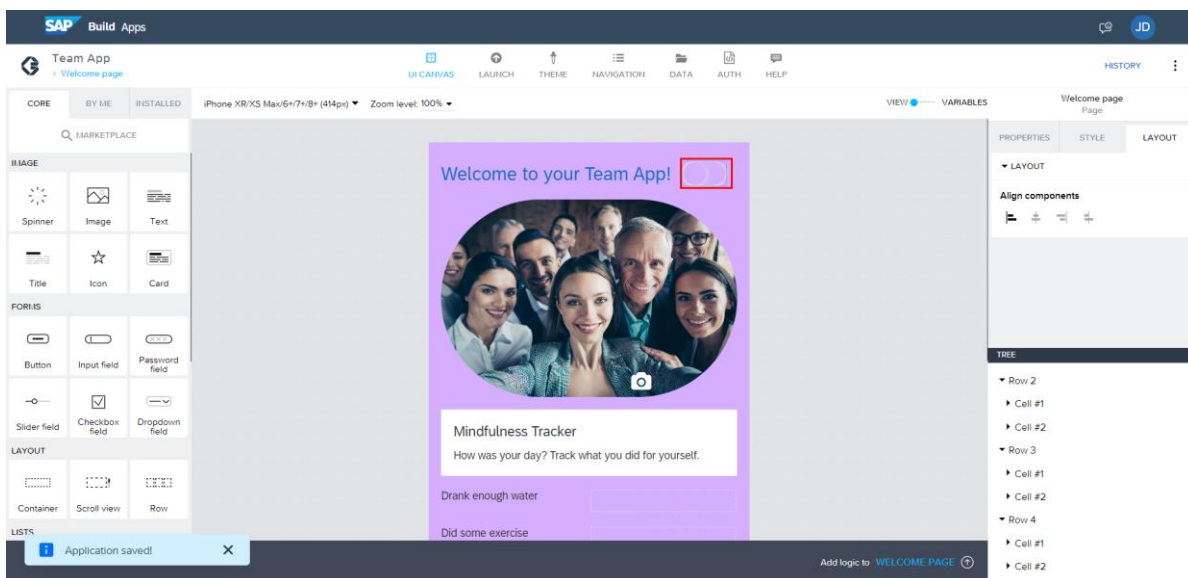 SAP Build Apps
JD
Team App
Welcome page
UI CANVAS LAUNCH THEME NAVIGATION DATA AUTH HELP
HISTORY
CORE BY ME INSTALLED
iPhone XR/XS Max/6+/7+/8+ (414px) Zoom level: 100%
VIEW VARIABLES
Welcome page
Page
MARKETPLACE
PROPERTIES STYLE LAYOUT
IMAGE
LAYOUT
Align components
Spinner Image Text
Title Icon Card
FORMS
Button Input field Password field
Slider field Checkbox field Dropdown field
LAYOUT
Container Scroll view Row
LISTS
Welcome to your Team App!
Mindfulness Tracker
How was your day? Track what you did for yourself.
Drank enough water
Did some exercise
TREE
Row 2
Cell #1
Cell #2
Row 3
Cell #1
Cell #2
Row 4
Cell #1
Cell #2
Application saved!
Add logic to WELCOME PAGE